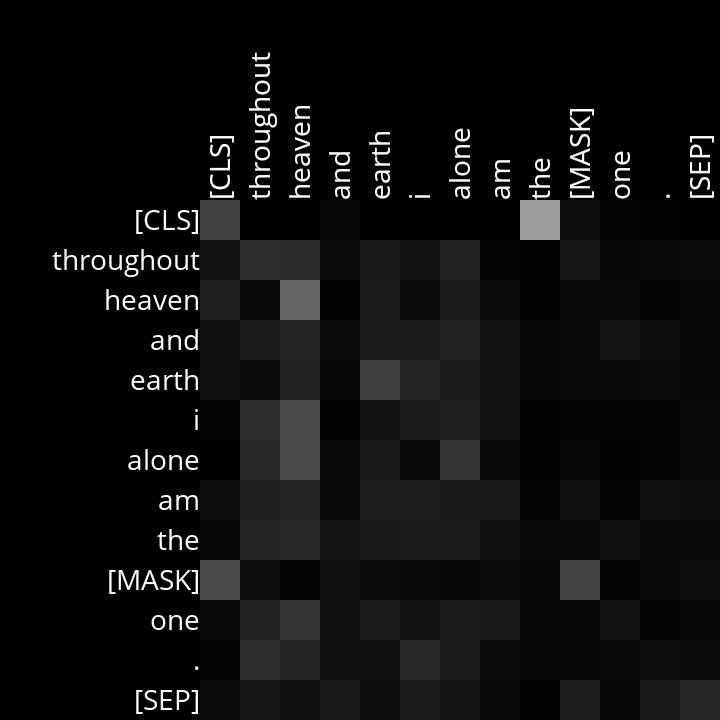 [CLS] throughout heaven and earth i alone am the [MASK] one . [SEP]
[CLS]
throughout
heaven
and
earth
i
alone
am
the
[MASK]
one
.
[SEP]